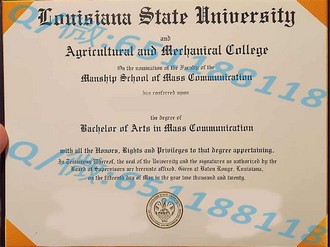 Louisiana State University
and
Agricultural and Mechanical College
On the nomination of the Faculty of the
Manship School of Mass Communication
has conferred upon
the degree of
Bachelor of Arts in Mass Communication
with all the Honors, Rights and Privileges to that degree appertaining.
In Testimony Whereof, the seal of the University and the signatures as authorized by the
Board of Supervisors are hereunto affixed. Given at Baton Rouge, Louisiana,
on the fifteenth day of May in the year two thousand and twenty.
Q/微:651188118
Q/微:651188118